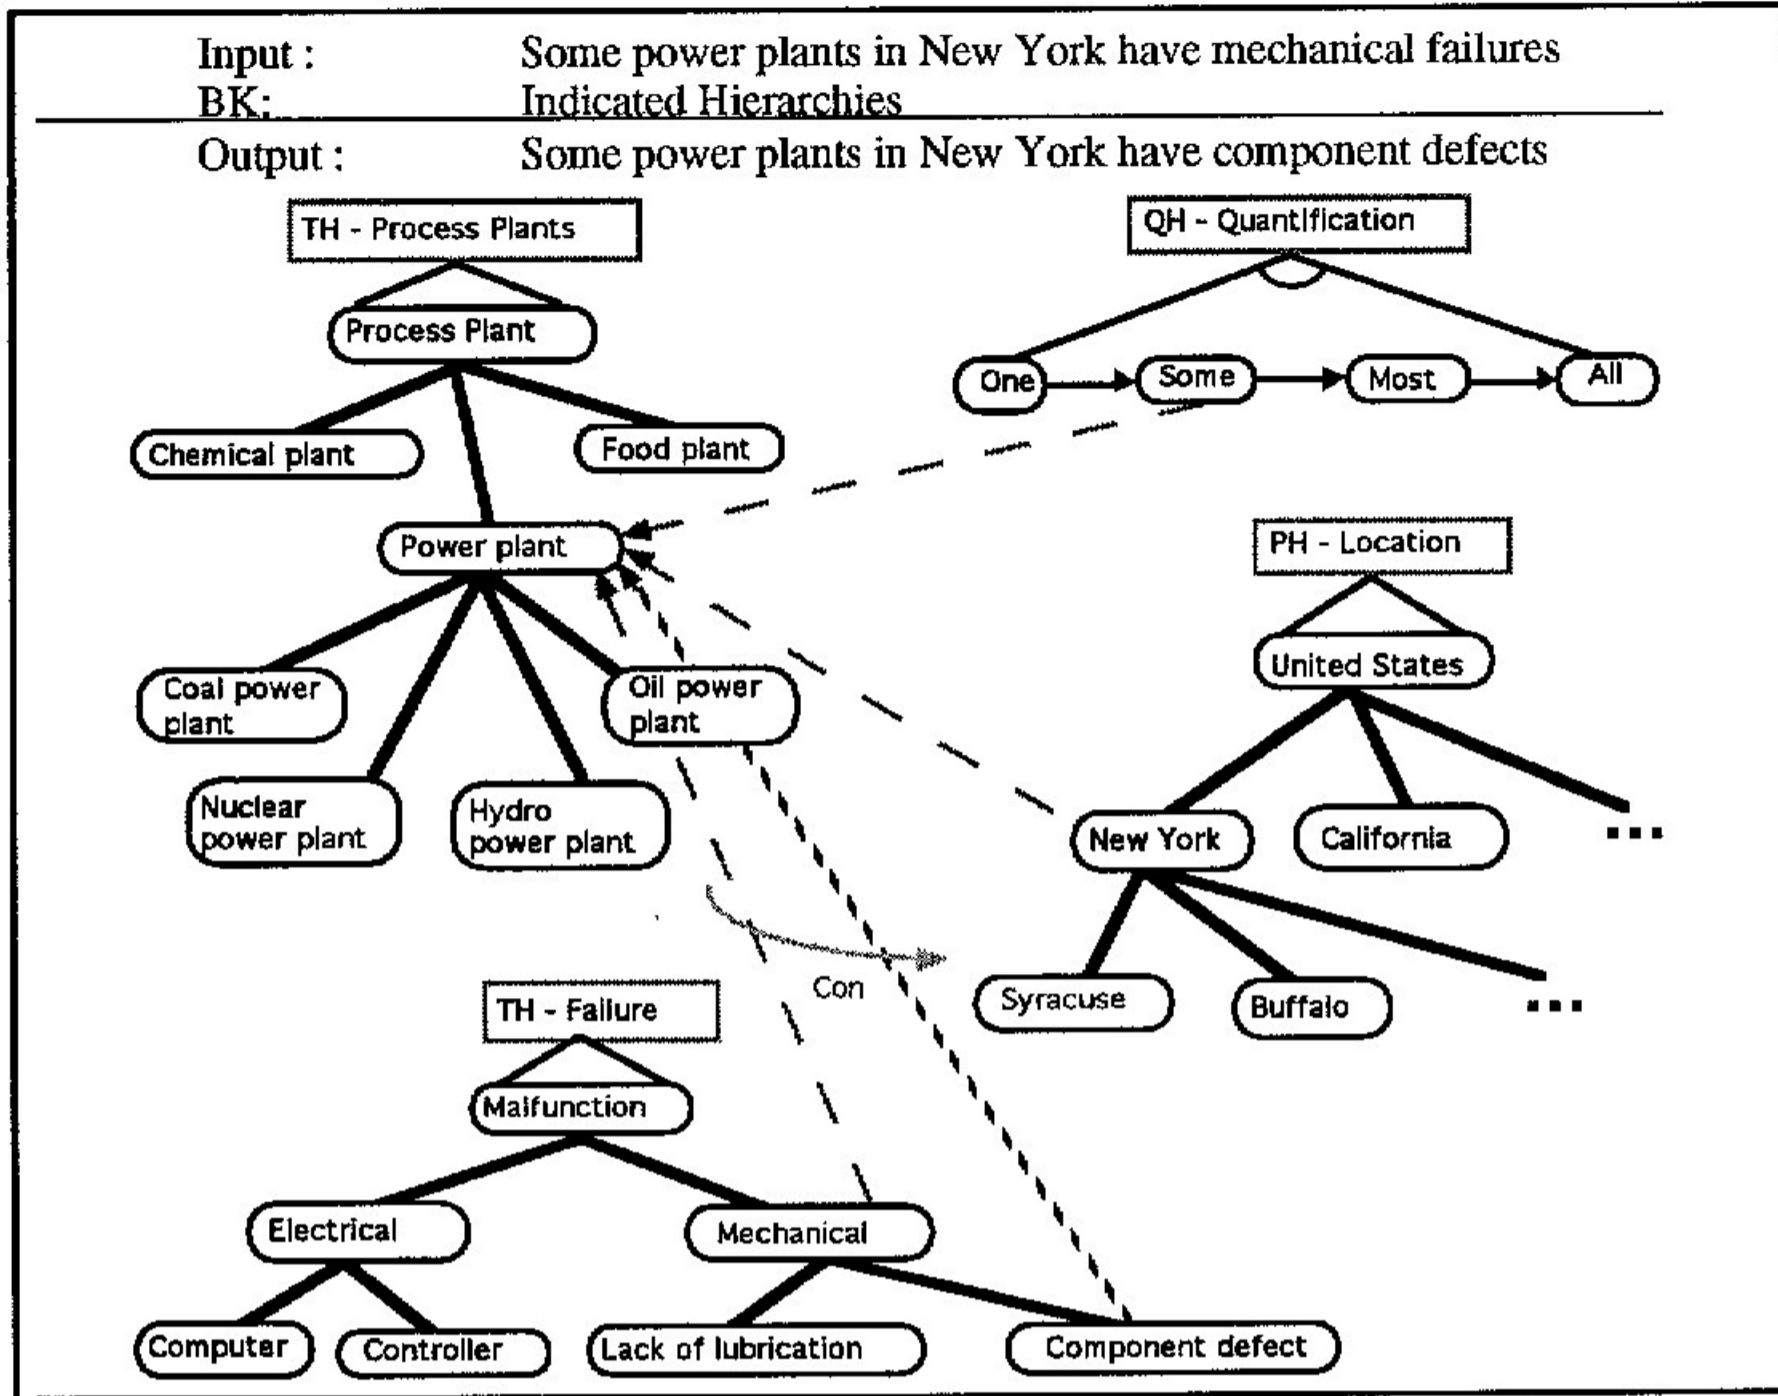 Input : Some power plants in New York have mechanical failures
BK: Indicated Hierarchies
Output : Some power plants in New York have component defects
TH - Process Plants
QH - Quantification
Process Plant
One
Some
Most
All
Chemical plant
Food plant
Power plant
PH - Location
United States
Coal power
plant
Oil power
plant
Nuclear
power plant
Hydro
power plant
New York
California
...
Syracuse
Buffalo
...
Con
TH - Failure
Malfunction
Electrical
Mechanical
Computer
Controller
Lack of lubrication
Component defect